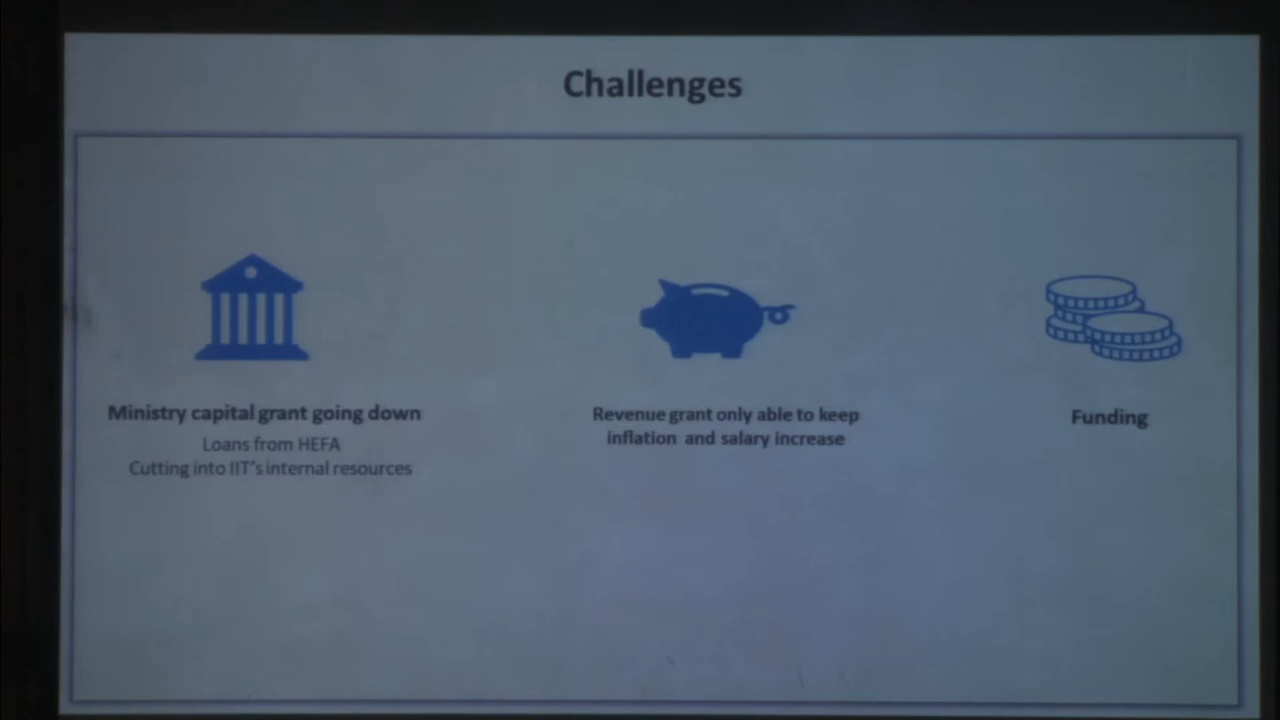 Challenges
Ministry capital grant going down
Loans from HEFA
Cutting into IIT's internal resources
Revenue grant only able to keep
inflation and salary increase
Funding